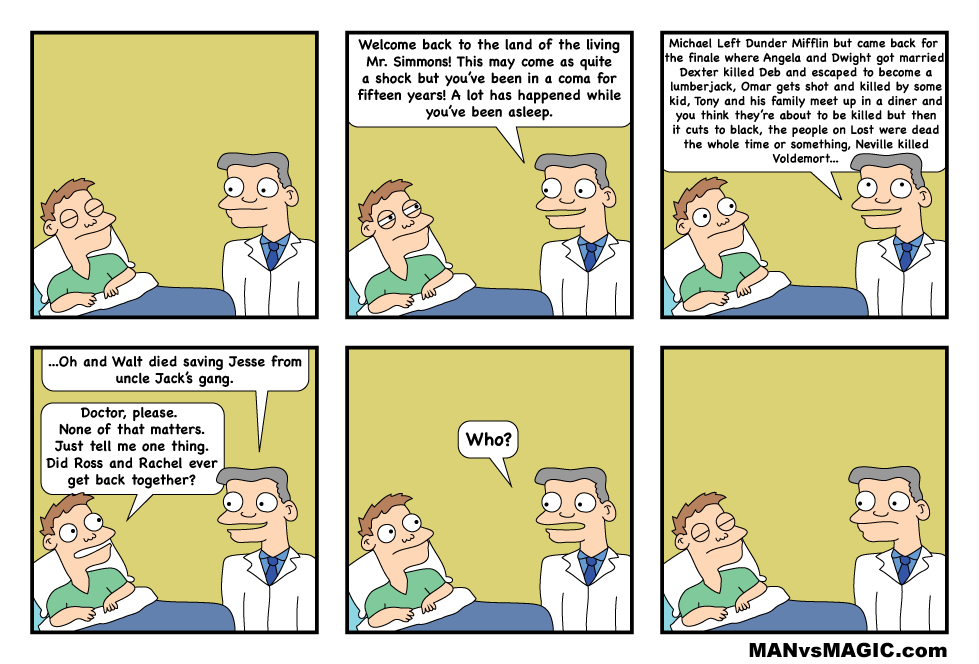 Welcome back to the land of the living
Mr. Simmons! This may come as quite
a shock but you've been in a coma for
fifteen years! A lot has happened while
you've been asleep.
Michael Left Dunder Mifflin but came back for
the finale where Angela and Dwight got married
Dexter killed Deb and escaped to become a
lumberjack, Omar gets shot and killed by some
kid, Tony and his family meet up in a diner and
you think they're about to be killed but then
it cuts to black, the people on Lost were dead
the whole time or something, Neville killed
Voldemort...
...Oh and Walt died saving Jesse from
uncle Jack's gang.
Doctor, please.
None of that matters.
Just tell me one thing.
Did Ross and Rachel ever
get back together?
Who?
MANvsMAGIC.com